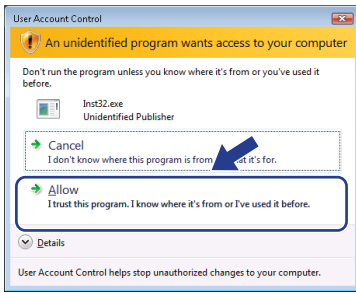 User Account Control
An unidentified program wants access to your computer
Don't run the program unless you know where it's from or you've used it
before.
Inst32.exe
Unidentified Publisher
Cancel
I don't know where this program is from at it's for.
Allow
I trust this program. I know where it's from or I've used it before.
Details
User Account Control helps stop unauthorized changes to your computer.